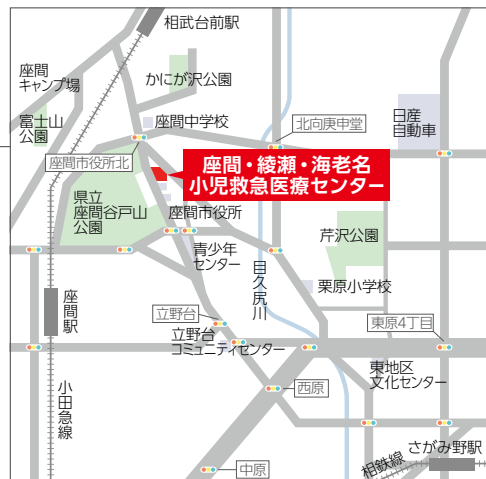 相武台前駅
座間
キャンプ場
かにが沢公園
富士山
公園
座間中学校
北向庚申堂
日産
自動車
座間市役所北
座間・綾瀬・海老名
小児救急医療センター
県立
座間谷戸山
公園
座間市役所
芹沢公園
青少年
センター
目久尻川
栗原小学校
座間駅
立野台
東原4丁目
立野台
コミュニティセンター
東地区
文化センター
小田急線
西原
さがみ野駅
中原
相鉄線